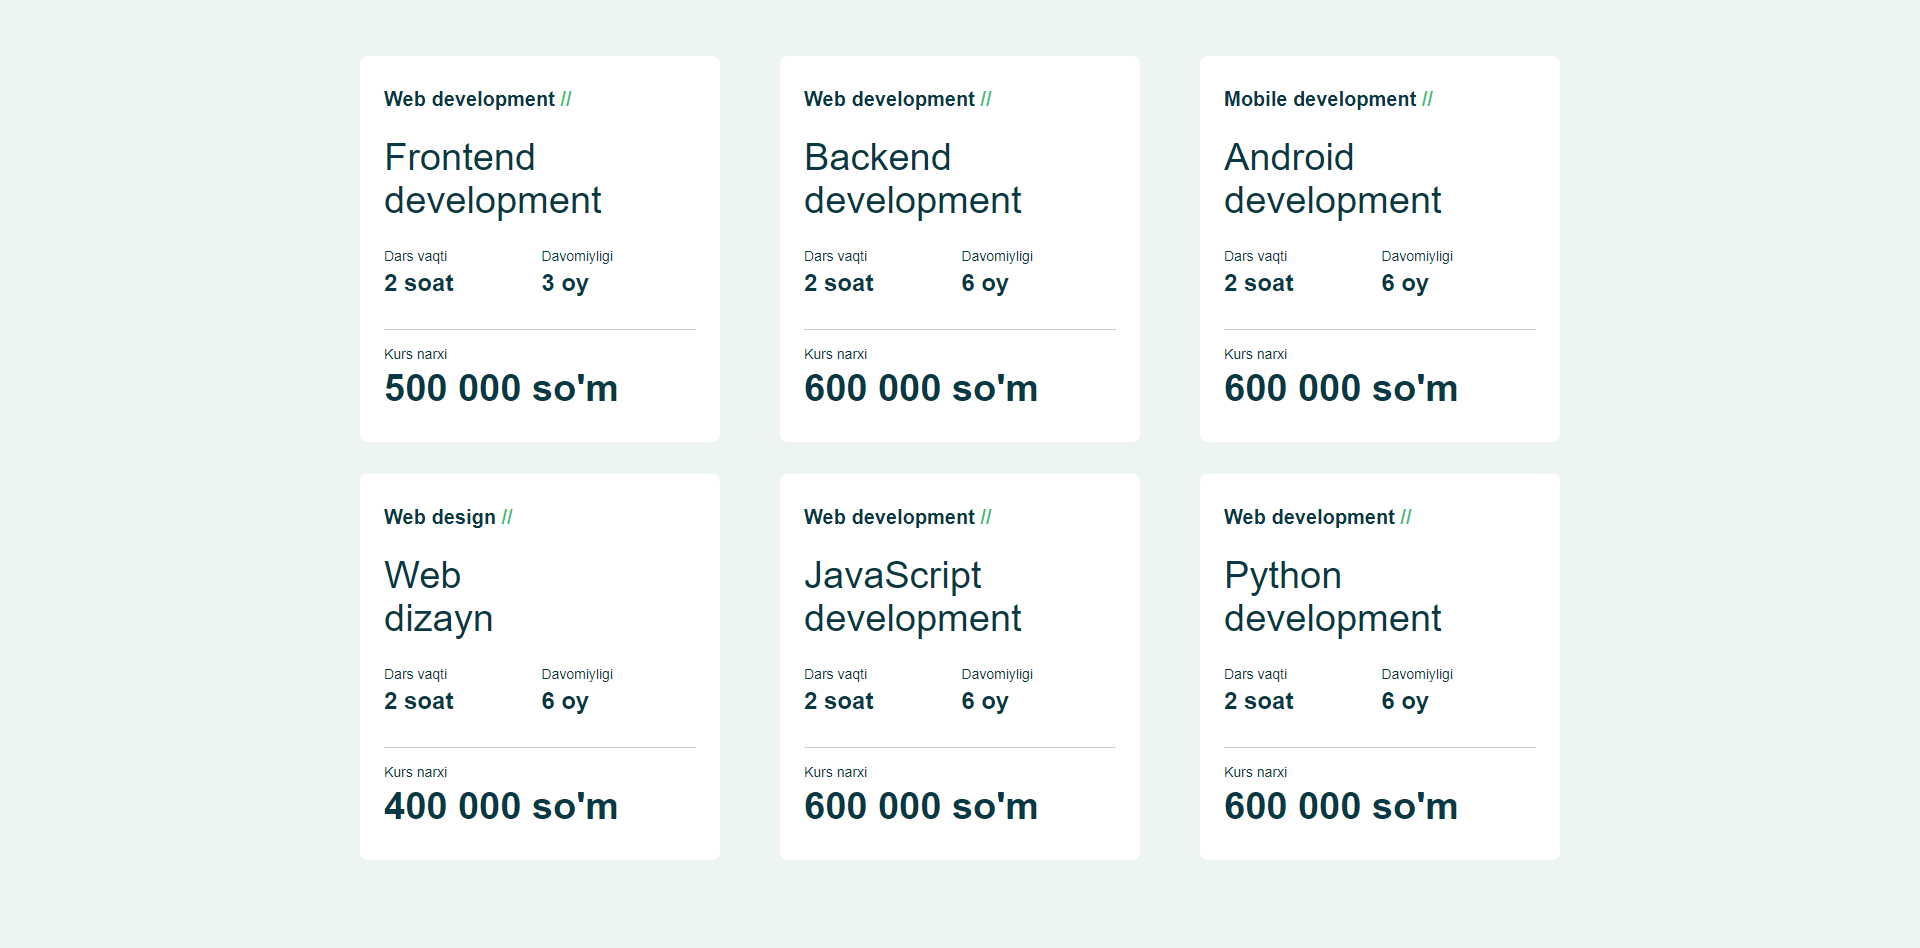 Web development //
Frontend
development
Dars vaqti
2 soat
Davomiyligi
3 oy
Kurs narxi
500 000 so'm
Web development //
Backend
development
Dars vaqti
2 soat
Davomiyligi
6 oy
Kurs narxi
600 000 so'm
Mobile development //
Android
development
Dars vaqti
2 soat
Davomiyligi
6 oy
Kurs narxi
600 000 so'm
Web design //
Web
dizayn
Dars vaqti
2 soat
Davomiyligi
6 oy
Kurs narxi
400 000 so'm
Web development //
JavaScript
development
Dars vaqti
2 soat
Davomiyligi
6 oy
Kurs narxi
600 000 so'm
Web development //
Python
development
Dars vaqti
2 soat
Davomiyligi
6 oy
Kurs narxi
600 000 so'm